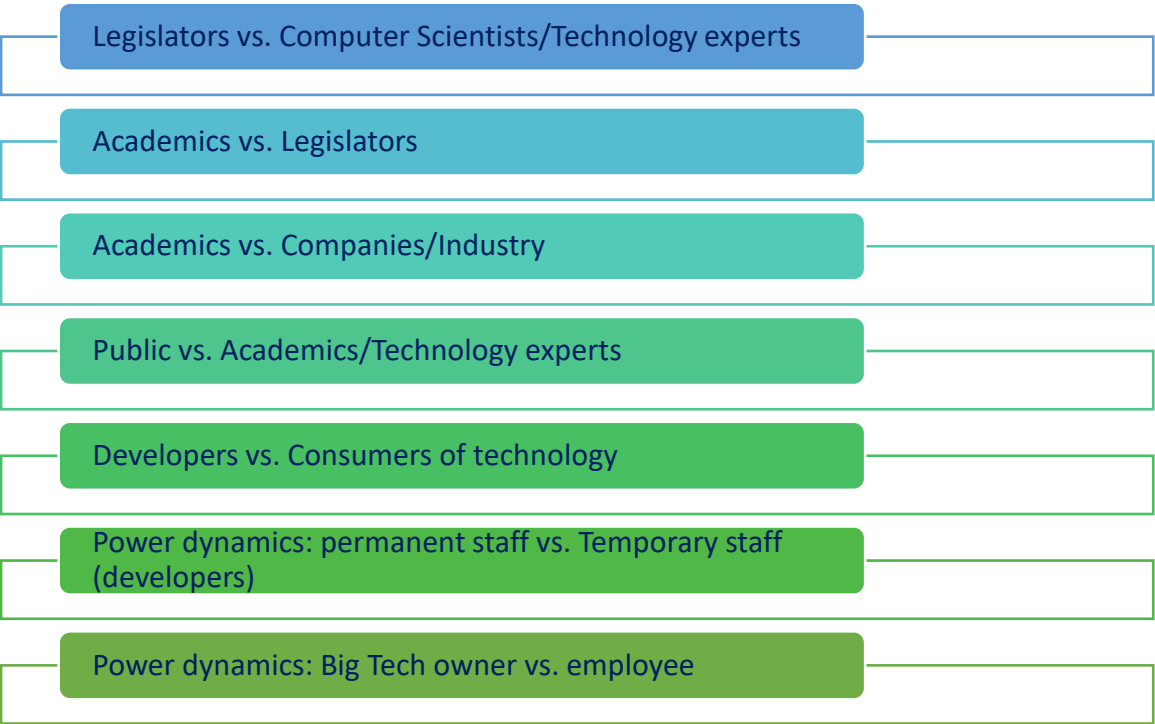 Legislators vs. Computer Scientists/Technology experts
Academics vs. Legislators
Academics vs. Companies/Industry
Public vs. Academics/Technology experts
Developers vs. Consumers of technology
Power dynamics: permanent staff vs. Temporary staff
(developers)
Power dynamics: Big Tech owner vs. employee